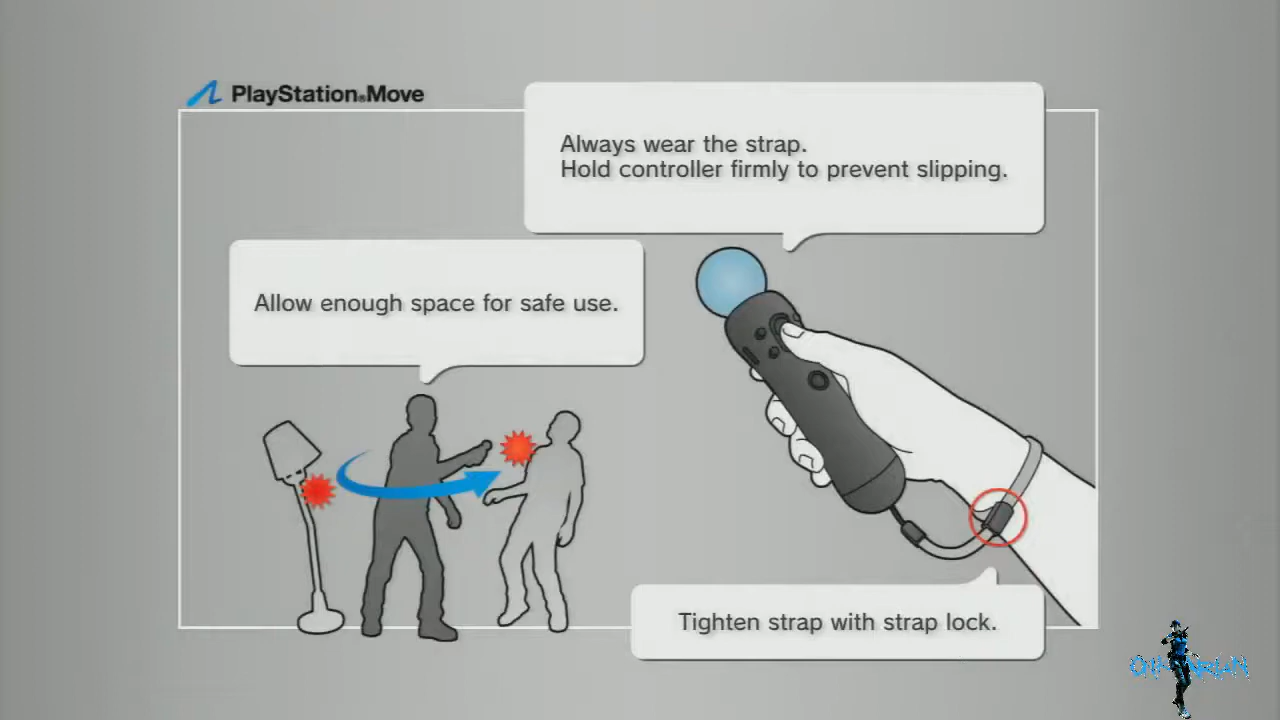 PlayStation®Move
Always wear the strap.
Hold controller firmly to prevent slipping.
Allow enough space for safe use.
Tighten strap with strap lock.